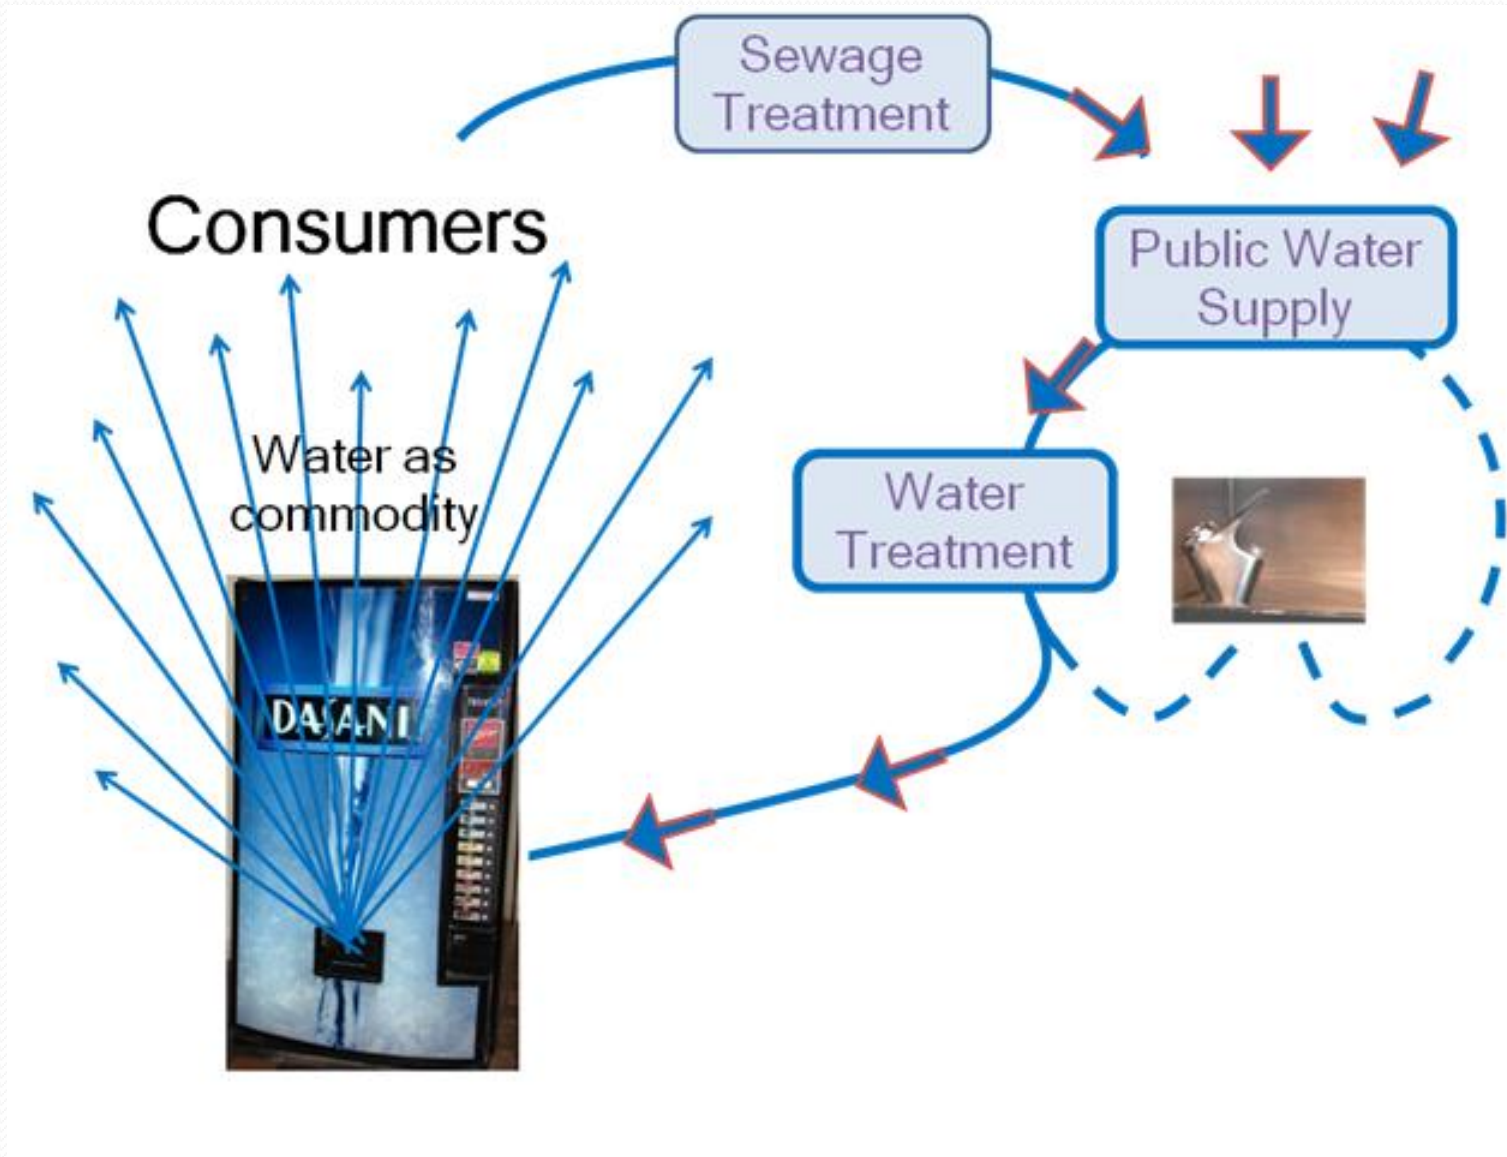 Sewage
Treatment
Consumers
Public Water
Supply
Water as
commodity
Water
Treatment
DASANI